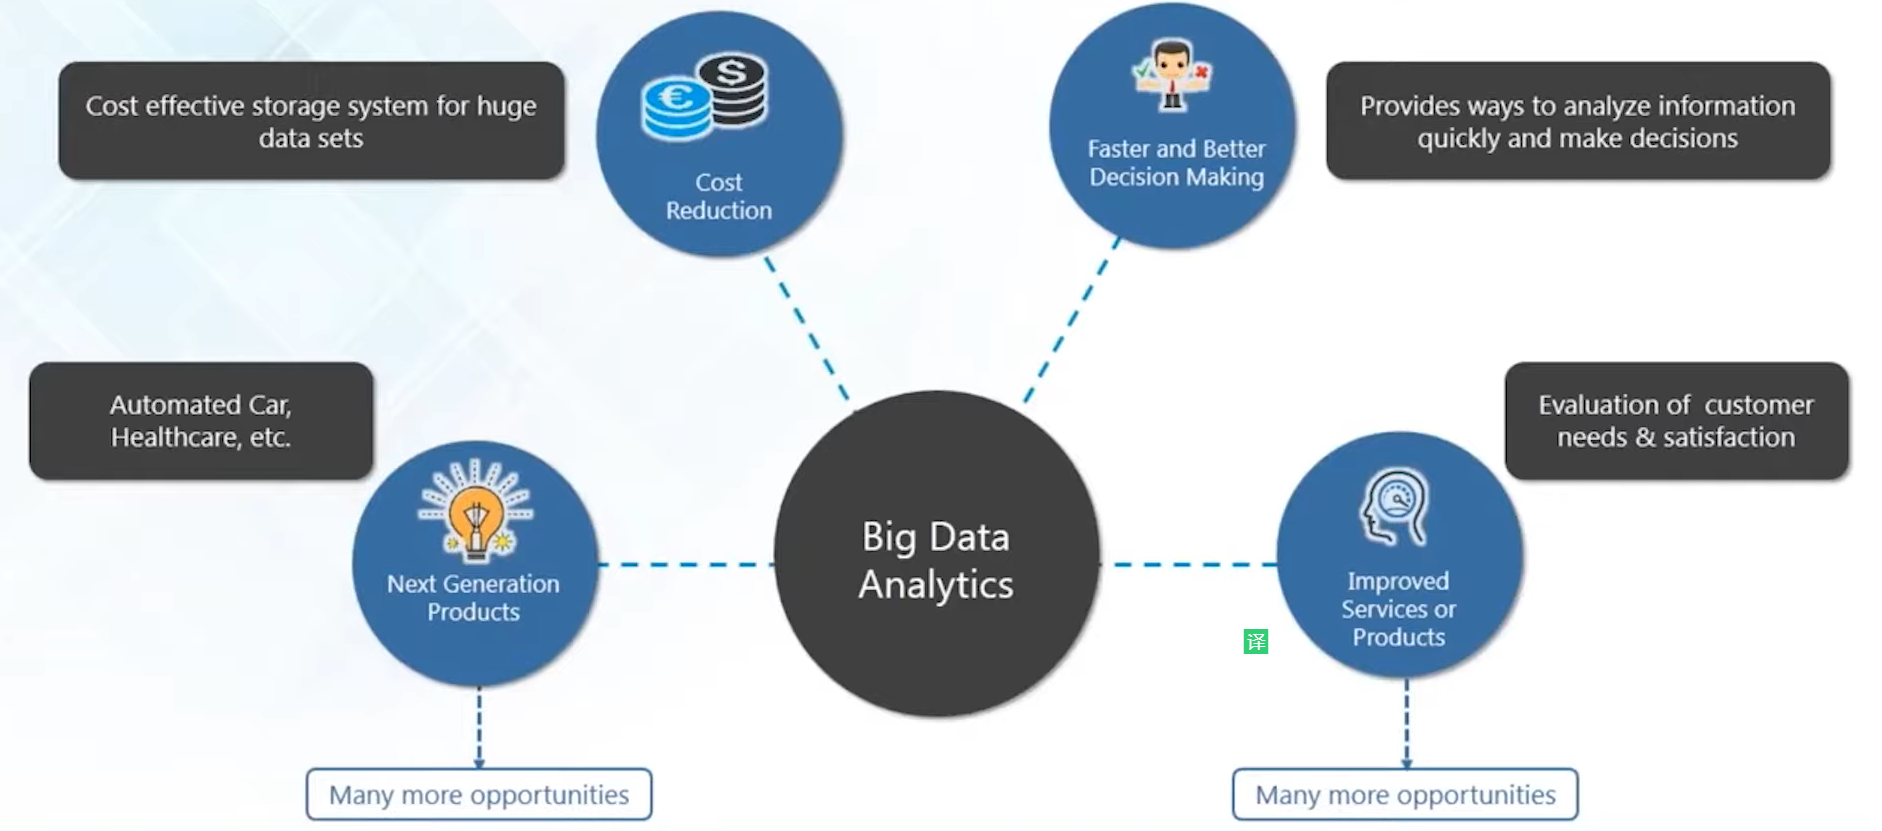 Cost effective storage system for huge
data sets
$
€
Cost
Reduction
Faster and Better
Decision Making
Provides ways to analyze information
quickly and make decisions
Automated Car,
Healthcare, etc.
Next Generation
Products
Big Data
Analytics
Evaluation of customer
needs & satisfaction
Improved
Services or
Products
译
Many more opportunities
Many more opportunities